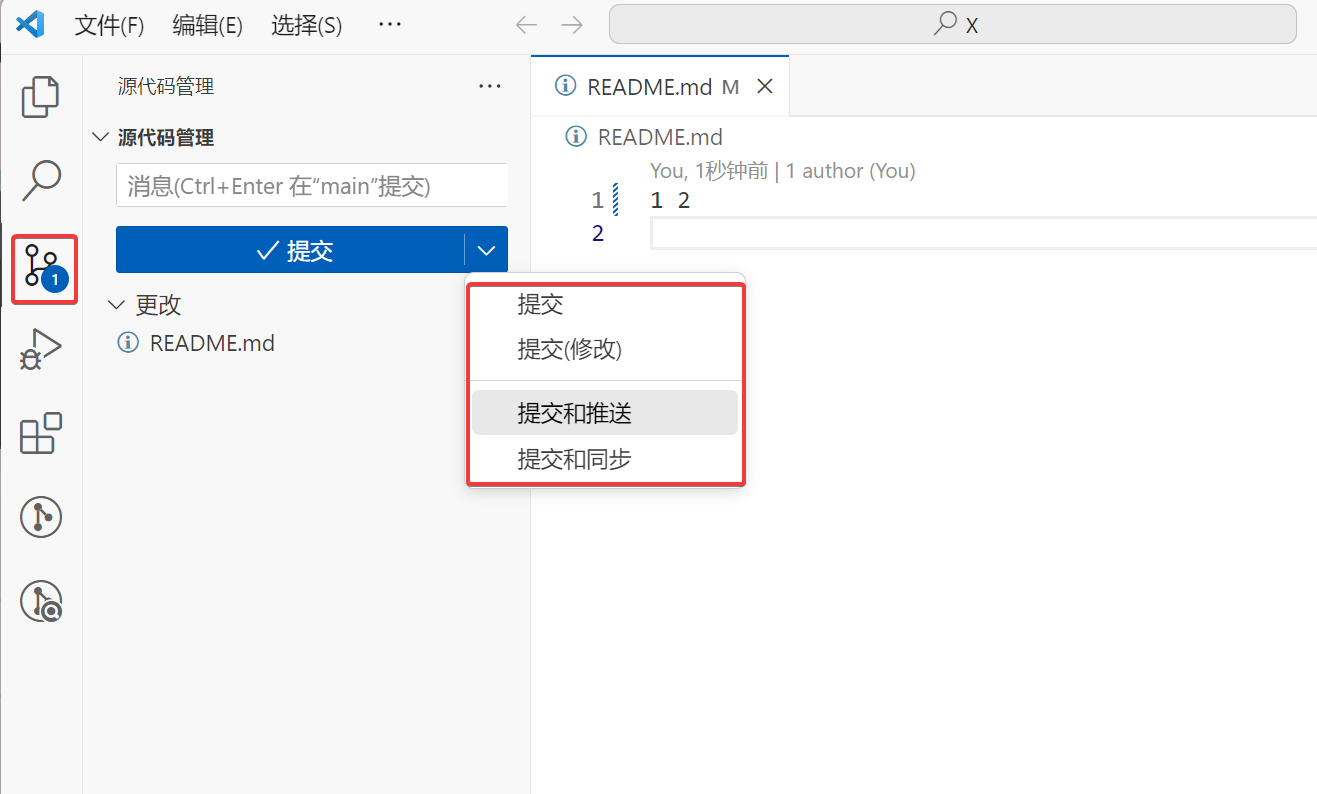 文件(F) 编辑(E) 选择(S) ··· X
源代码管理 ···
源代码管理
消息(Ctrl+Enter 在“main”提交)
提交
更改
README.md
提交
提交(修改)
提交和推送
提交和同步
1
README.md M
README.md
You, 1秒钟前 | 1 author (You)
1 1 2
2